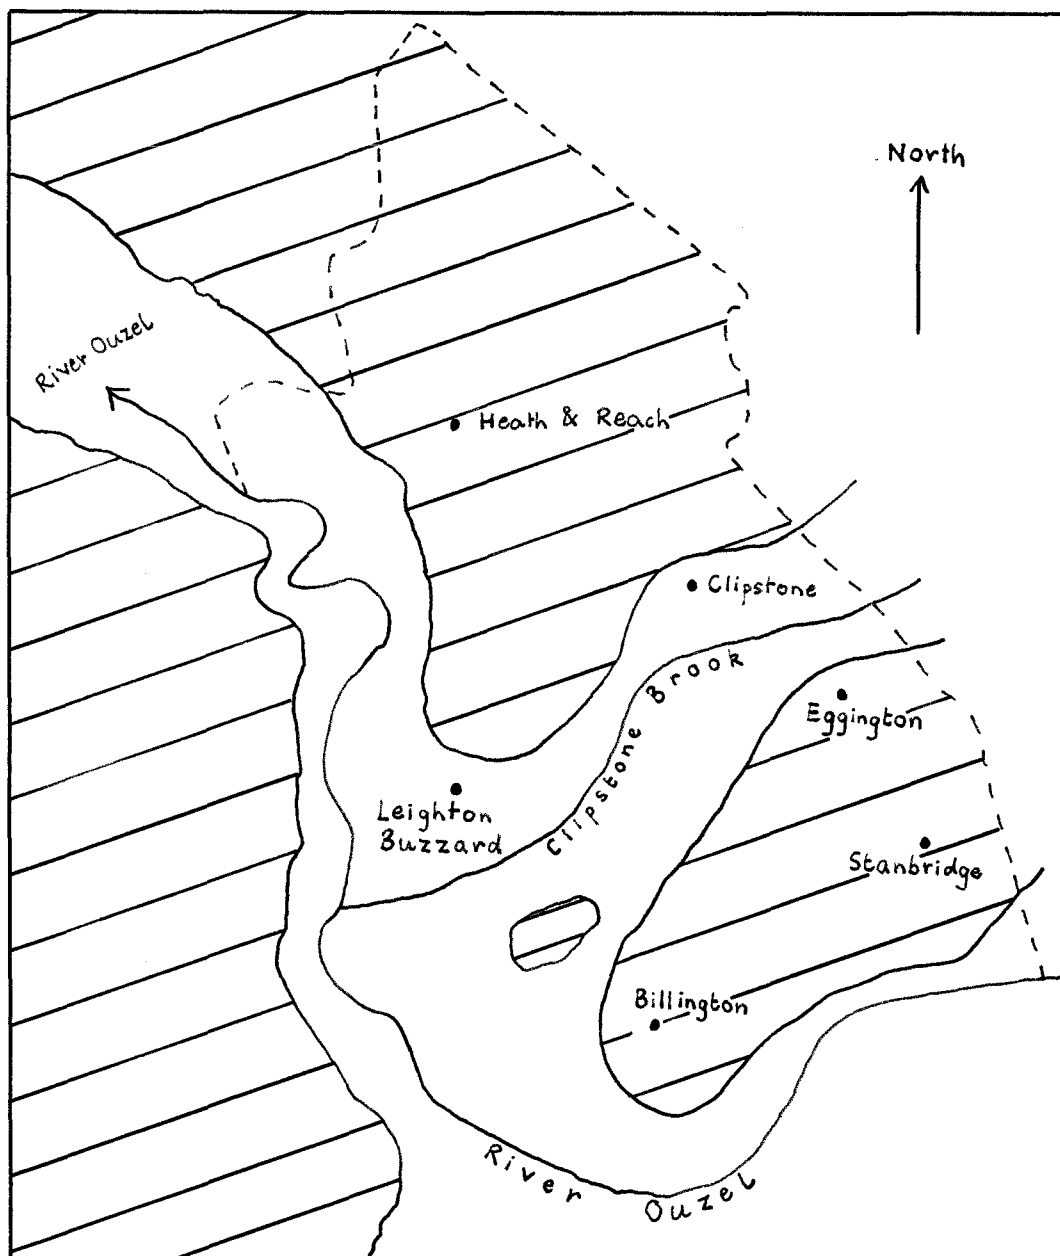 North
River Ouzel
Heath & Reach
Clipstone
Clipstone Brook
Eggington
Leighton
Buzzard
Stanbridge
Billington
River Ouzel